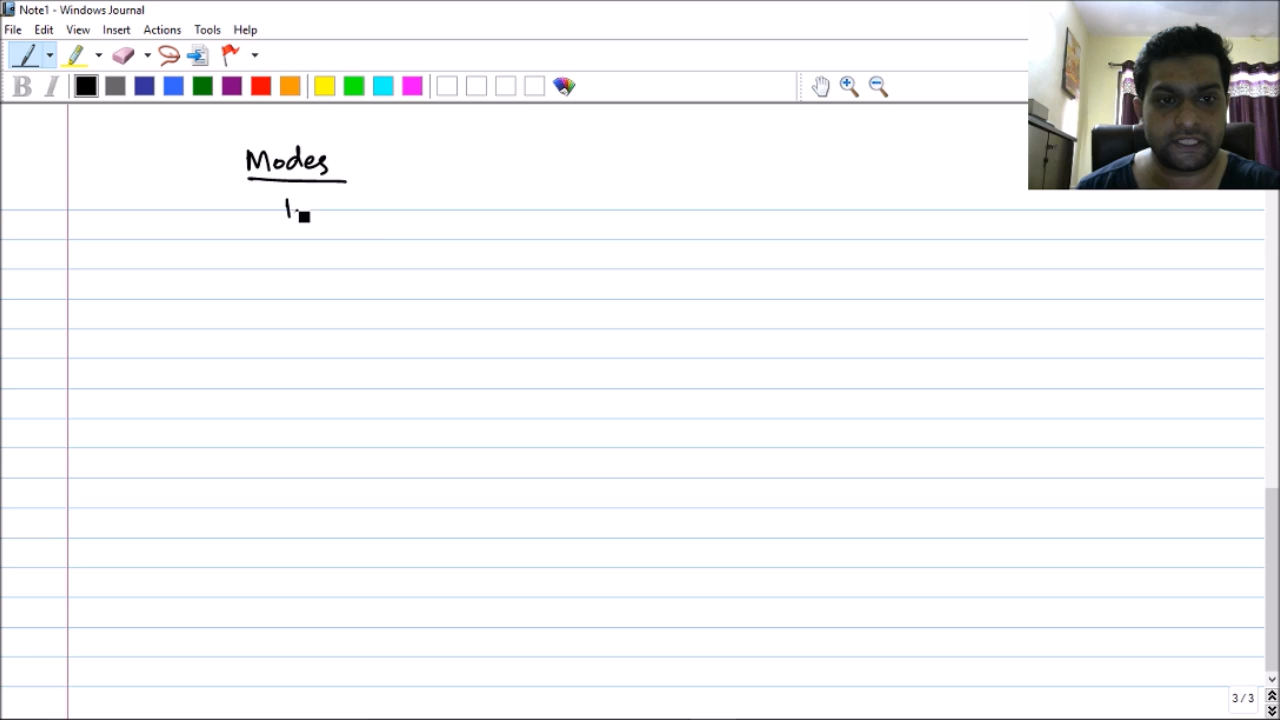 Note1 - Windows Journal
File Edit View Insert Actions Tools Help
B I
Modes
1.
3 / 3